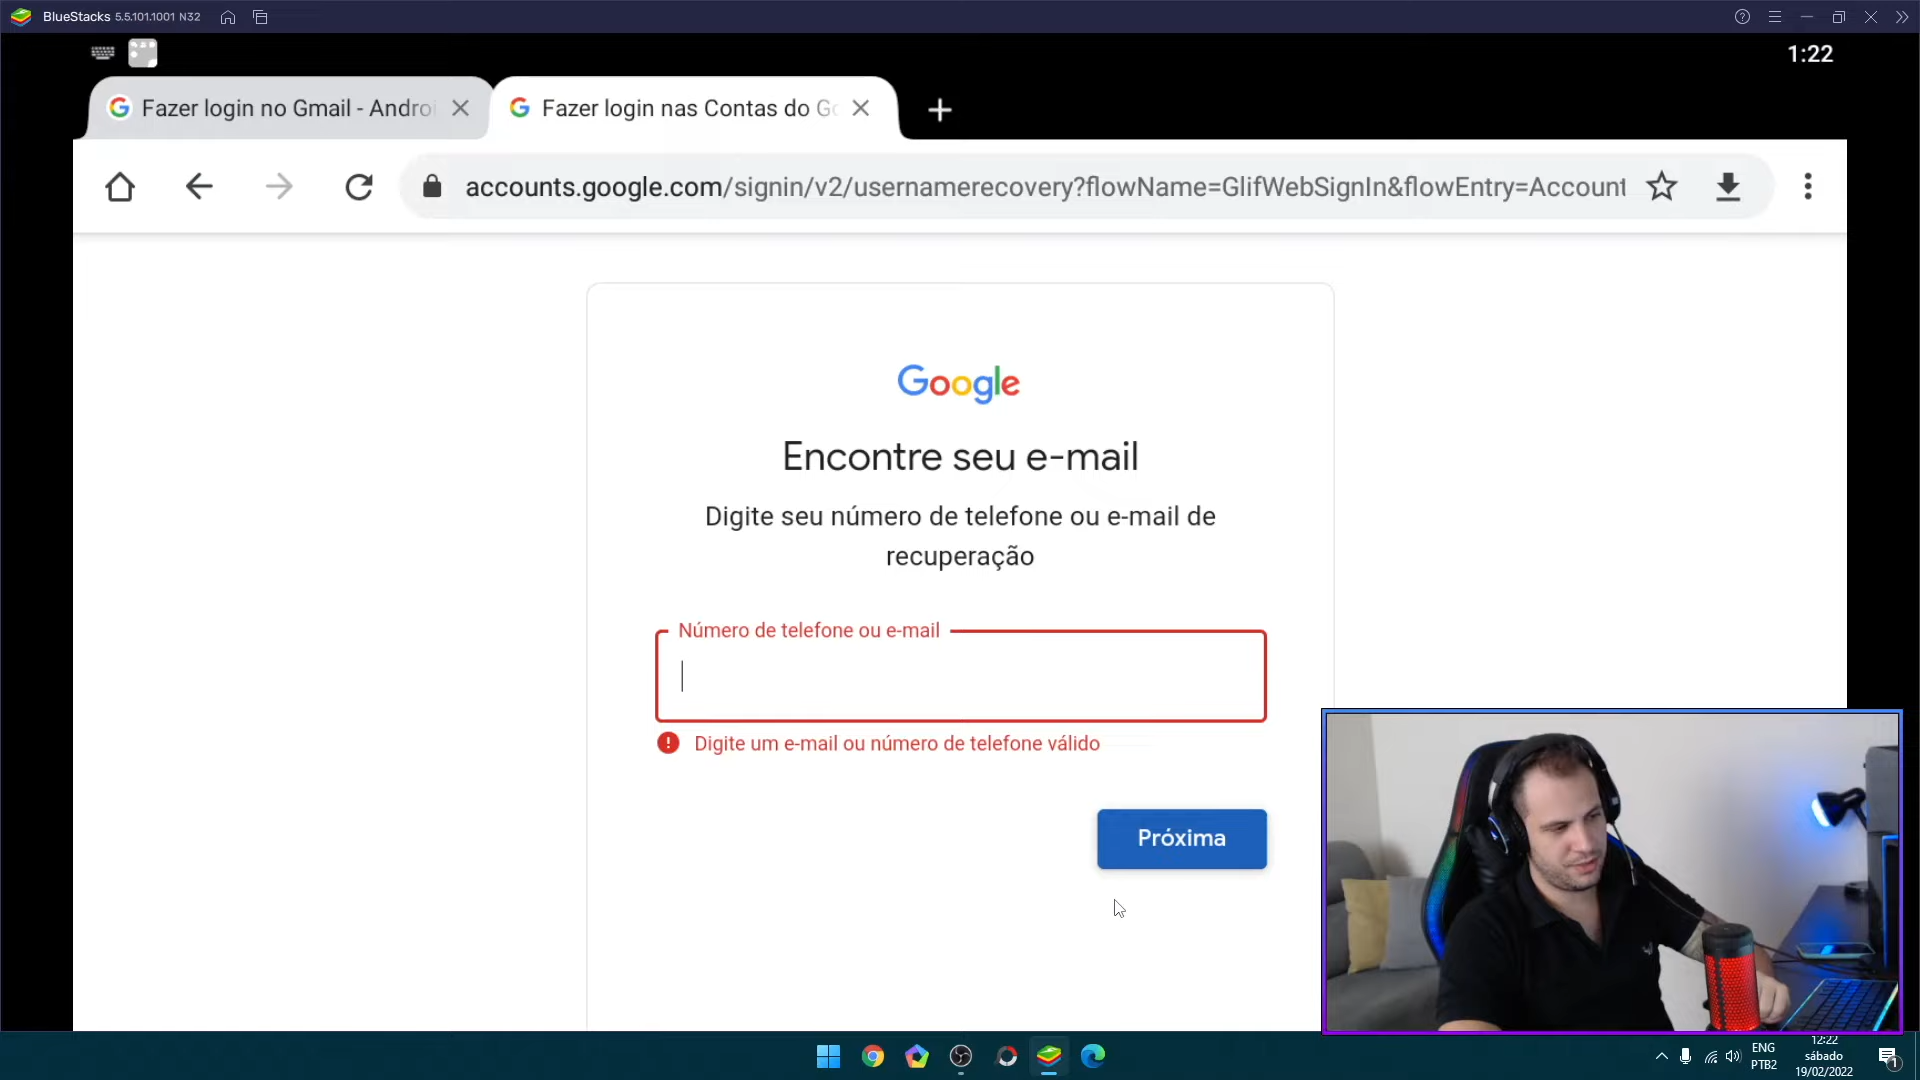 BlueStacks 5.5.101.1001 N32
1:22
Fazer login no Gmail - Androi
Fazer login nas Contas do Go
accounts.google.com/signin/v2/usernamerecovery?flowName=GlifWebSignIn&flowEntry=Account
Google
Encontre seu e-mail
Digite seu número de telefone ou e-mail de
recuperação
Número de telefone ou e-mail
Digite um e-mail ou número de telefone válido
Próxima
ENG
PTB2
12:22
sábado
19/02/2022
1